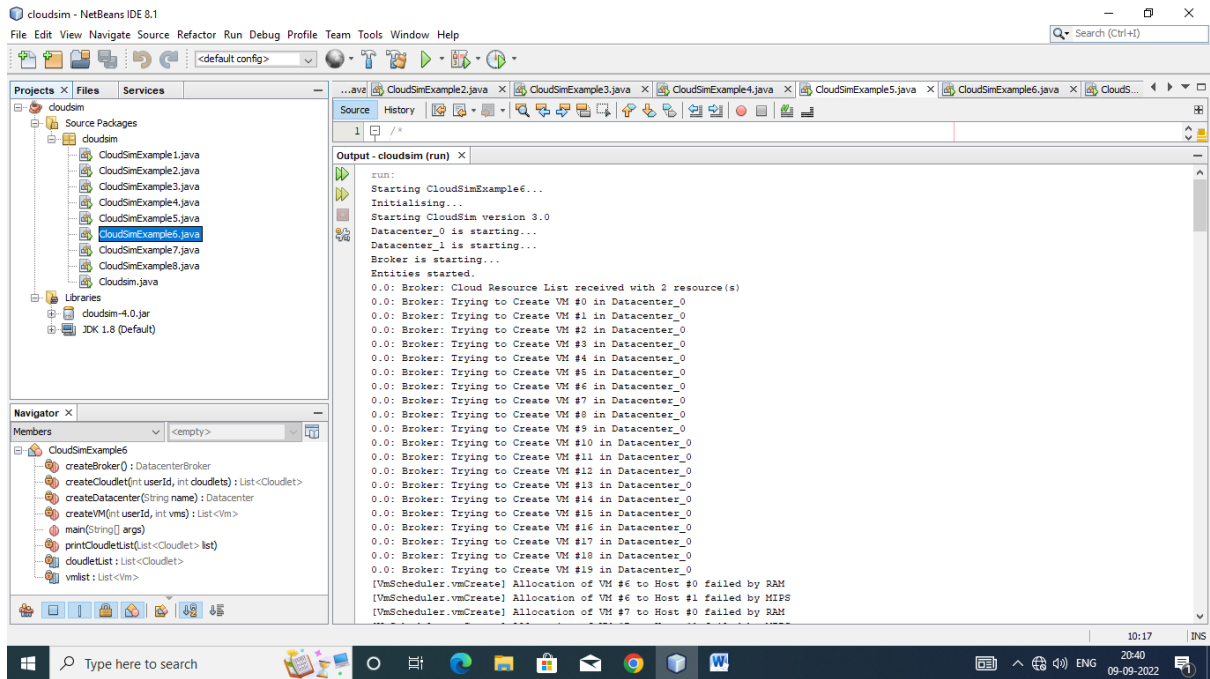 cloudsim - NetBeans IDE 8.1
File Edit View Navigate Source Refactor Run Debug Profile Team Tools Window Help
Search (Ctrl+I)
<default config>
Projects Files Services
...ava CloudSimExample2.java CloudSimExample3.java CloudSimExample4.java CloudSimExample5.java CloudSimExample6.java CloudS...
Source History
1 /*
cloudsim
Source Packages
cloudsim
CloudSimExample1.java
CloudSimExample2.java
CloudSimExample3.java
CloudSimExample4.java
CloudSimExample5.java
CloudSimExample6.java
CloudSimExample7.java
CloudSimExample8.java
Cloudsim.java
Libraries
cloudsim-4.0.jar
JDK 1.8 (Default)
Output - cloudsim (run)
run:
Starting CloudSimExample6...
Initialising...
Starting CloudSim version 3.0
Datacenter_0 is starting...
Datacenter_1 is starting...
Broker is starting...
Entities started.
0.0: Broker: Cloud Resource List received with 2 resource(s)
0.0: Broker: Trying to Create VM #0 in Datacenter_0
0.0: Broker: Trying to Create VM #1 in Datacenter_0
0.0: Broker: Trying to Create VM #2 in Datacenter_0
0.0: Broker: Trying to Create VM #3 in Datacenter_0
0.0: Broker: Trying to Create VM #4 in Datacenter_0
0.0: Broker: Trying to Create VM #5 in Datacenter_0
0.0: Broker: Trying to Create VM #6 in Datacenter_0
0.0: Broker: Trying to Create VM #7 in Datacenter_0
0.0: Broker: Trying to Create VM #8 in Datacenter_0
0.0: Broker: Trying to Create VM #9 in Datacenter_0
0.0: Broker: Trying to Create VM #10 in Datacenter_0
0.0: Broker: Trying to Create VM #11 in Datacenter_0
0.0: Broker: Trying to Create VM #12 in Datacenter_0
0.0: Broker: Trying to Create VM #13 in Datacenter_0
0.0: Broker: Trying to Create VM #14 in Datacenter_0
0.0: Broker: Trying to Create VM #15 in Datacenter_0
0.0: Broker: Trying to Create VM #16 in Datacenter_0
0.0: Broker: Trying to Create VM #17 in Datacenter_0
0.0: Broker: Trying to Create VM #18 in Datacenter_0
0.0: Broker: Trying to Create VM #19 in Datacenter_0
[VmScheduler.vmCreate] Allocation of VM #6 to Host #0 failed by RAM
[VmScheduler.vmCreate] Allocation of VM #6 to Host #1 failed by MIPS
[VmScheduler.vmCreate] Allocation of VM #7 to Host #0 failed by RAM
Navigator
Members <empty>
CloudSimExample6
createBroker() : DatacenterBroker
createCloudlet(int userId, int cloudlets) : List<Cloudlet>
createDatacenter(String name) : Datacenter
createVM(int userId, int vms) : List<Vm>
main(String[] args)
printCloudletList(List<Cloudlet> list)
cloudletList : List<Cloudlet>
vmlist : List<Vm>
10:17 INS
Type here to search
ENG
20:40
09-09-2022